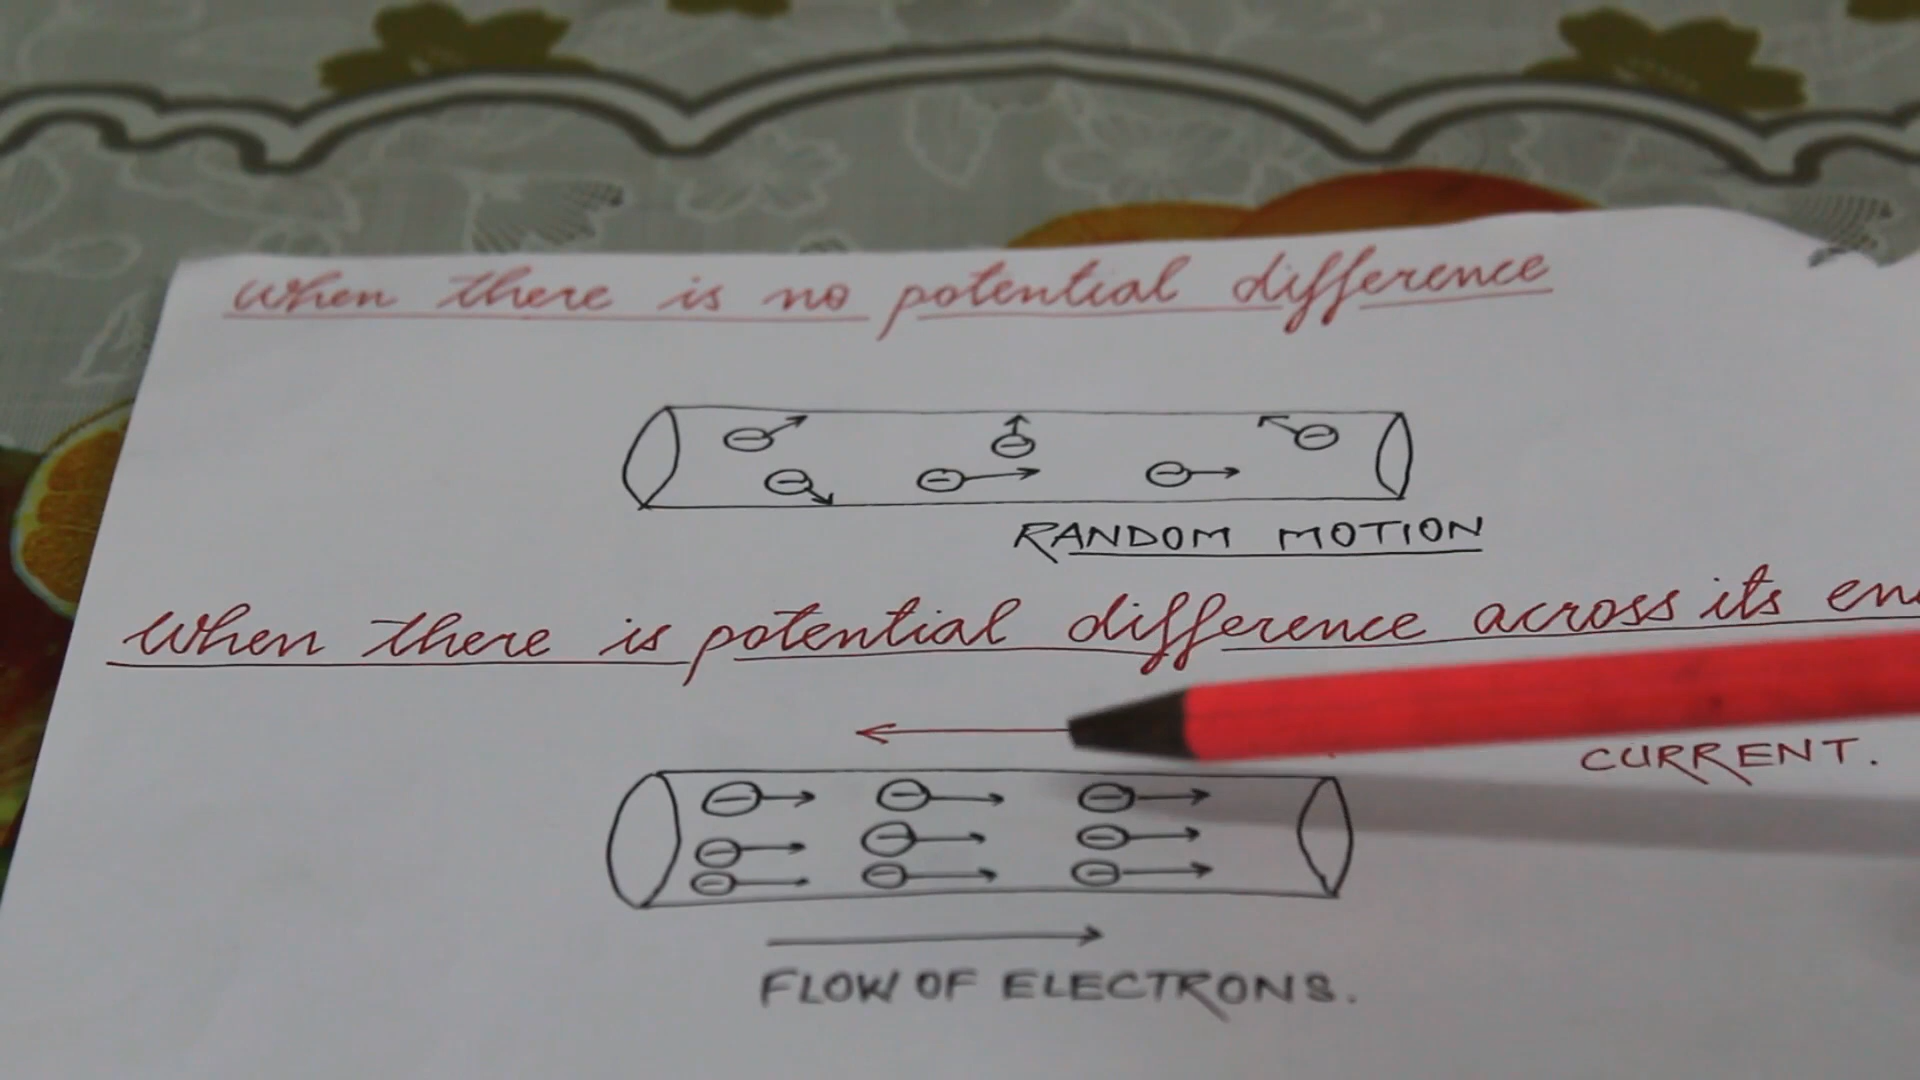 When there is no potential difference
RANDOM MOTION
When there is potential difference across its
CURRENT.
FLOW OF ELECTRONS.